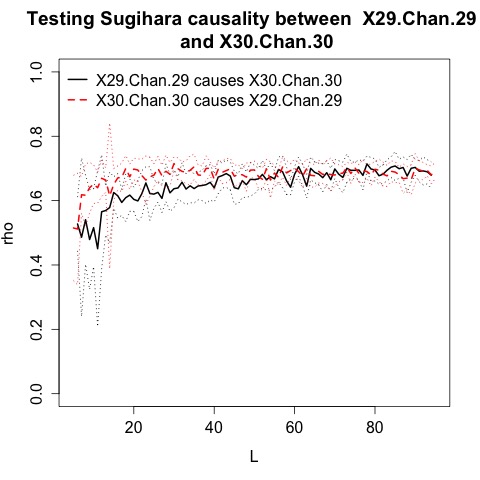 Testing Sugihara causality between  X29.Chan.29
and X30.Chan.30
X29.Chan.29 causes X30.Chan.30
X30.Chan.30 causes X29.Chan.29
1.0
0.8
0.6
0.4
0.2
0.0
rho
20 40 60 80
L